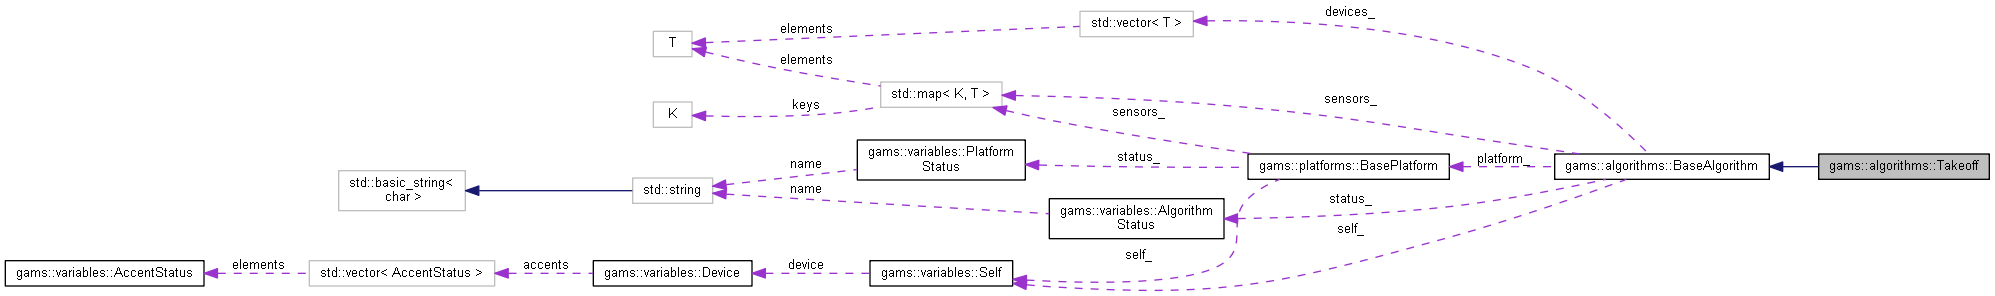 devices_
std::vector< T >
elements
T
elements
std::map< K, T >
sensors_
keys
K
sensors_
gams::variables::Platform
Status
status_
name
gams::platforms::BasePlatform
platform_
gams::algorithms::BaseAlgorithm
gams::algorithms::Takeoff
std::basic_string<
char >
std::string
name
gams::variables::Algorithm
Status
status_
self_
self_
gams::variables::AccentStatus
elements
std::vector< AccentStatus >
accents
gams::variables::Device
device
gams::variables::Self